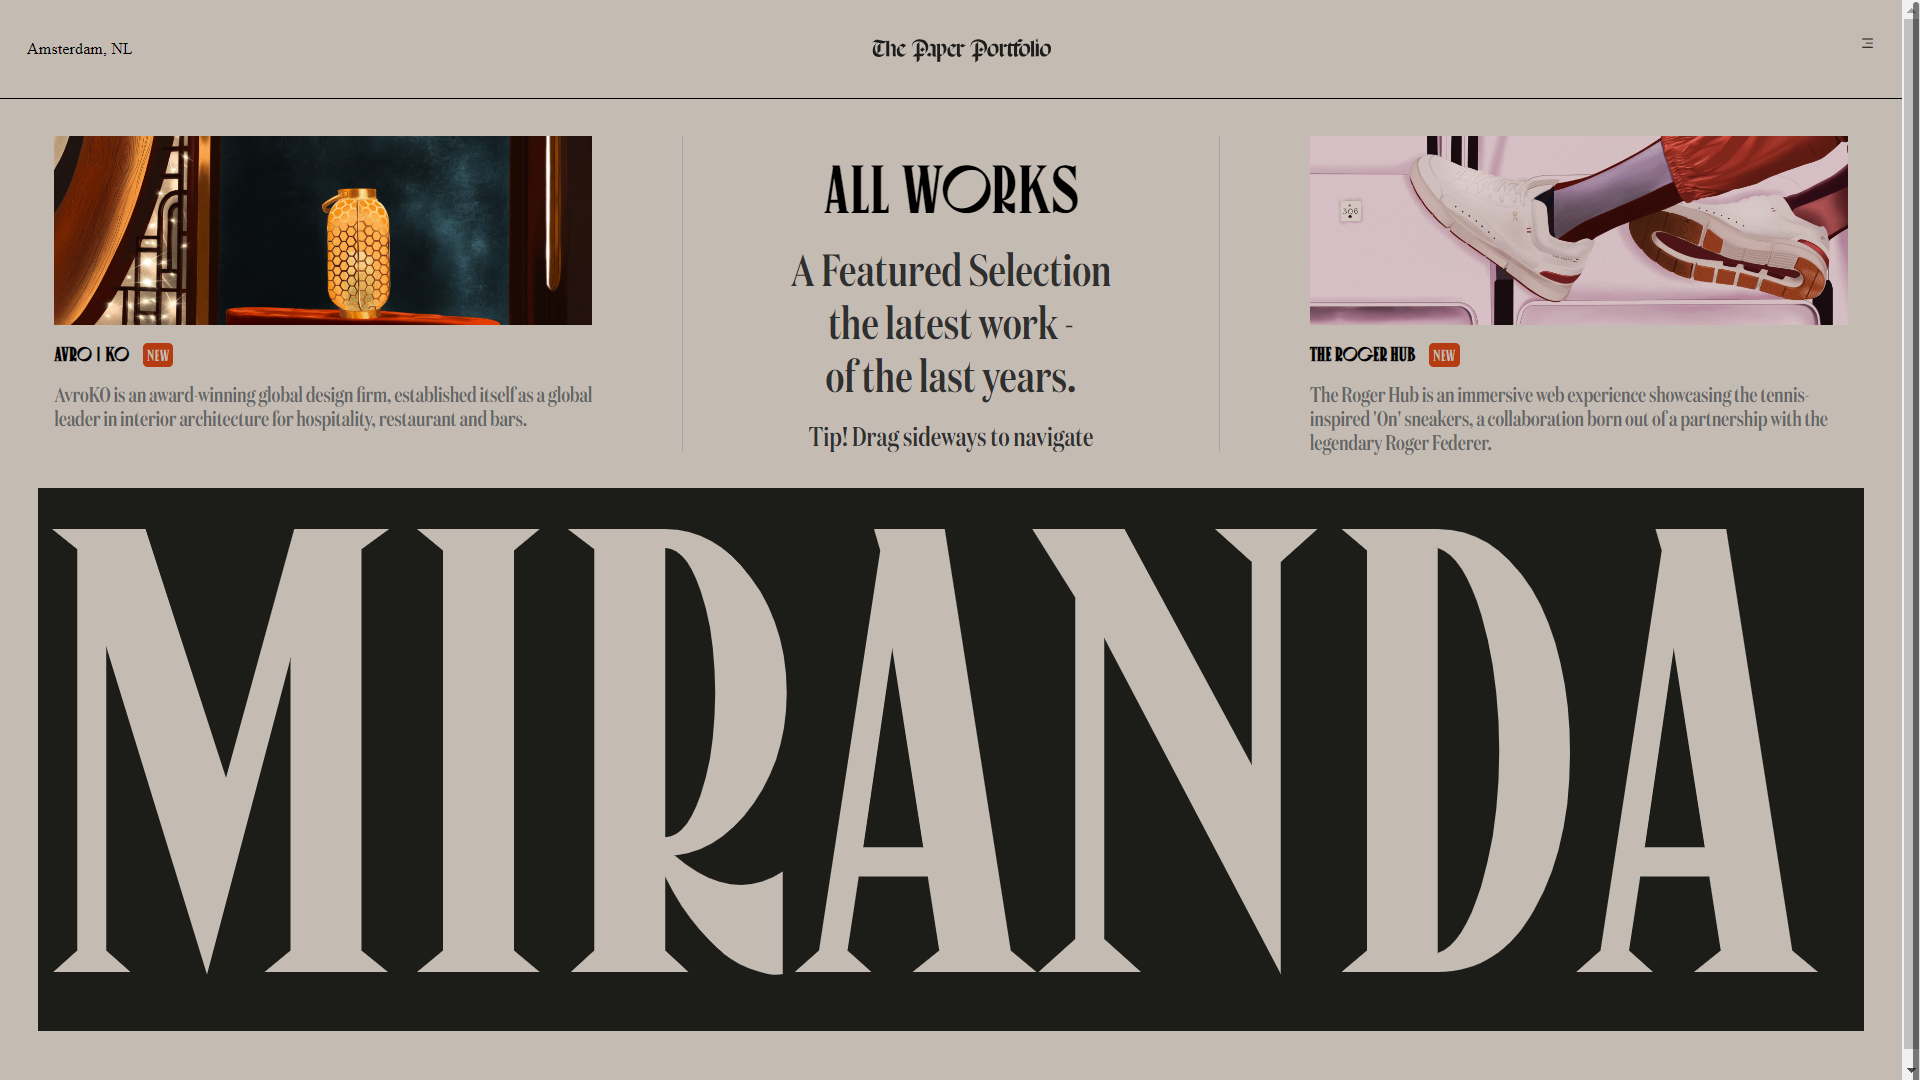 Amsterdam, NL
The Paper Portfolio
AVRO | KO NEW
AvroKO is an award-winning global design firm, established itself as a global
leader in interior architecture for hospitality, restaurant and bars.
ALL WORKS
A Featured Selection
the latest work -
of the last years.
Tip! Drag sideways to navigate
306
THE ROGER HUB NEW
The Roger Hub is an immersive web experience showcasing the tennis-
inspired 'On' sneakers, a collaboration born out of a partnership with the
legendary Roger Federer.
MIRANDA